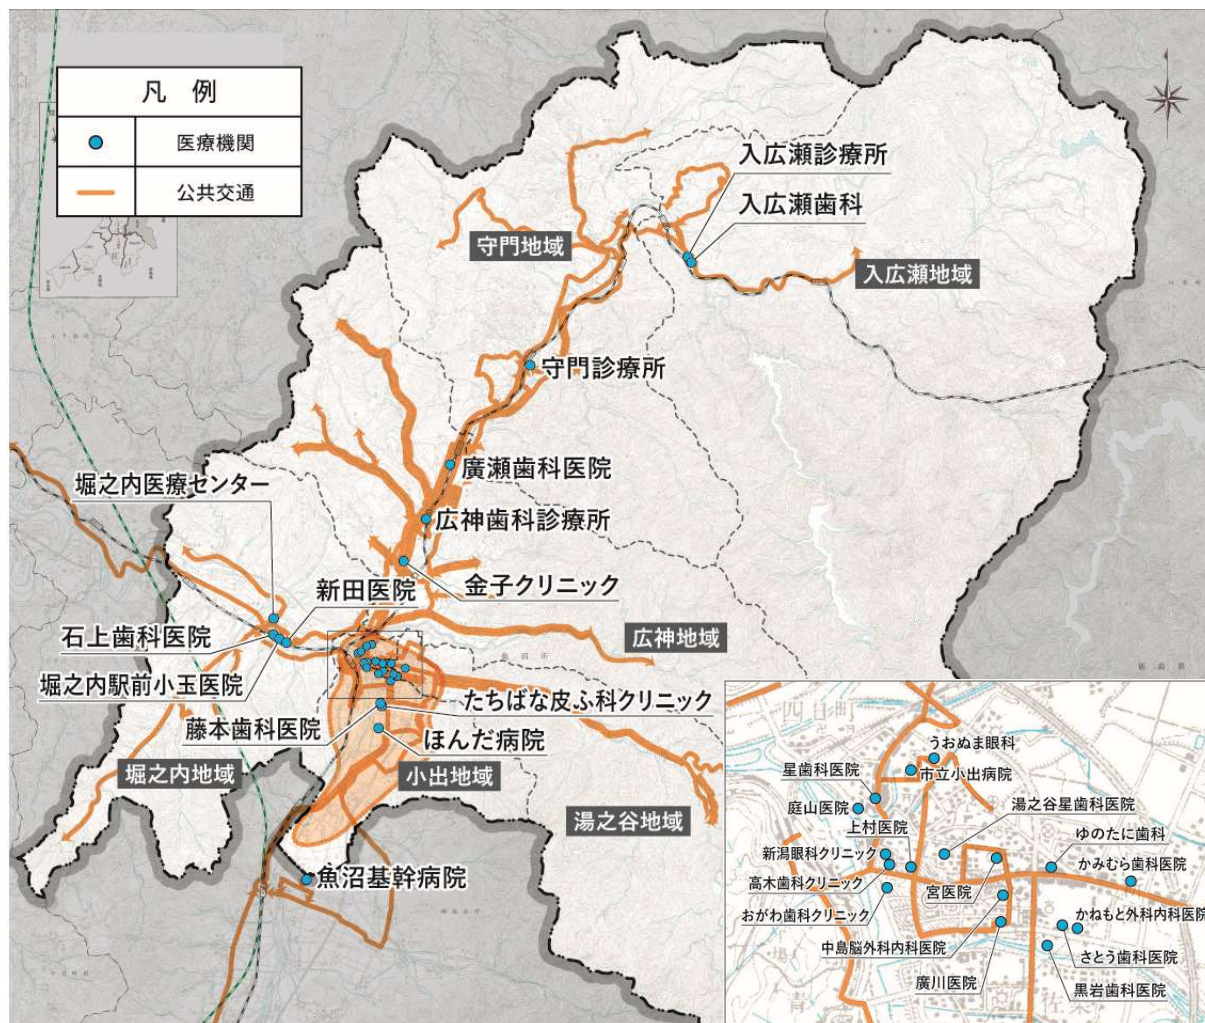 凡 例
医療機関
公共交通
入広瀬診療所
入広瀬歯科
守門地域
入広瀬地域
守門診療所
廣瀬歯科医院
堀之内医療センター
広神歯科診療所
新田医院
金子クリニック
石上歯科医院
広神地域
堀之内駅前小玉医院
たちばな皮ふ科クリニック
藤本歯科医院
ほんだ病院
堀之内地域
小出地域
湯之谷地域
魚沼基幹病院
四日町
うおぬま眼科
星歯科医院
市立小出病院
庭山医院
湯之谷星歯科医院
上村医院
ゆのたに歯科
新潟眼科クリニック
かみむら歯科医院
高木歯科クリニック
宮医院
おがわ歯科クリニック
かねもと外科内科医院
中島脳外科内科医院
さとう歯科医院
廣川医院
黒岩歯科医院